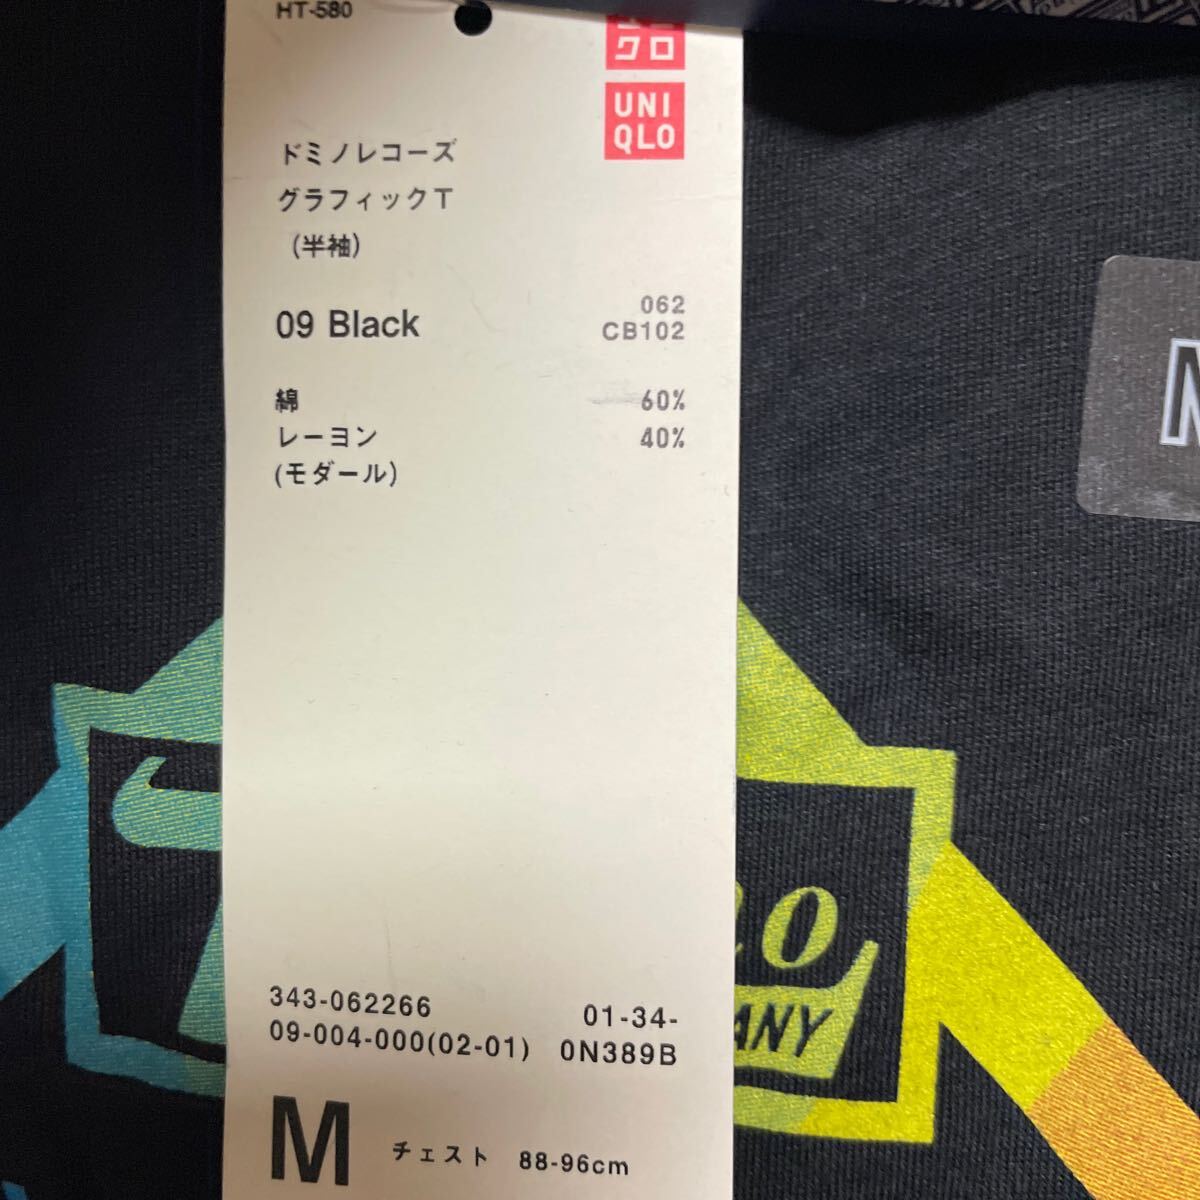 HT-580
クロ
UNI
QLO
ドミノレコーズ
グラフィックT
(半袖)
09 Black
062
CB102
綿 60%
レーヨン 40%
(モダール)
343-062266 01-34-
09-004-000(02-01) 0N389B
M チェスト 88-96cm